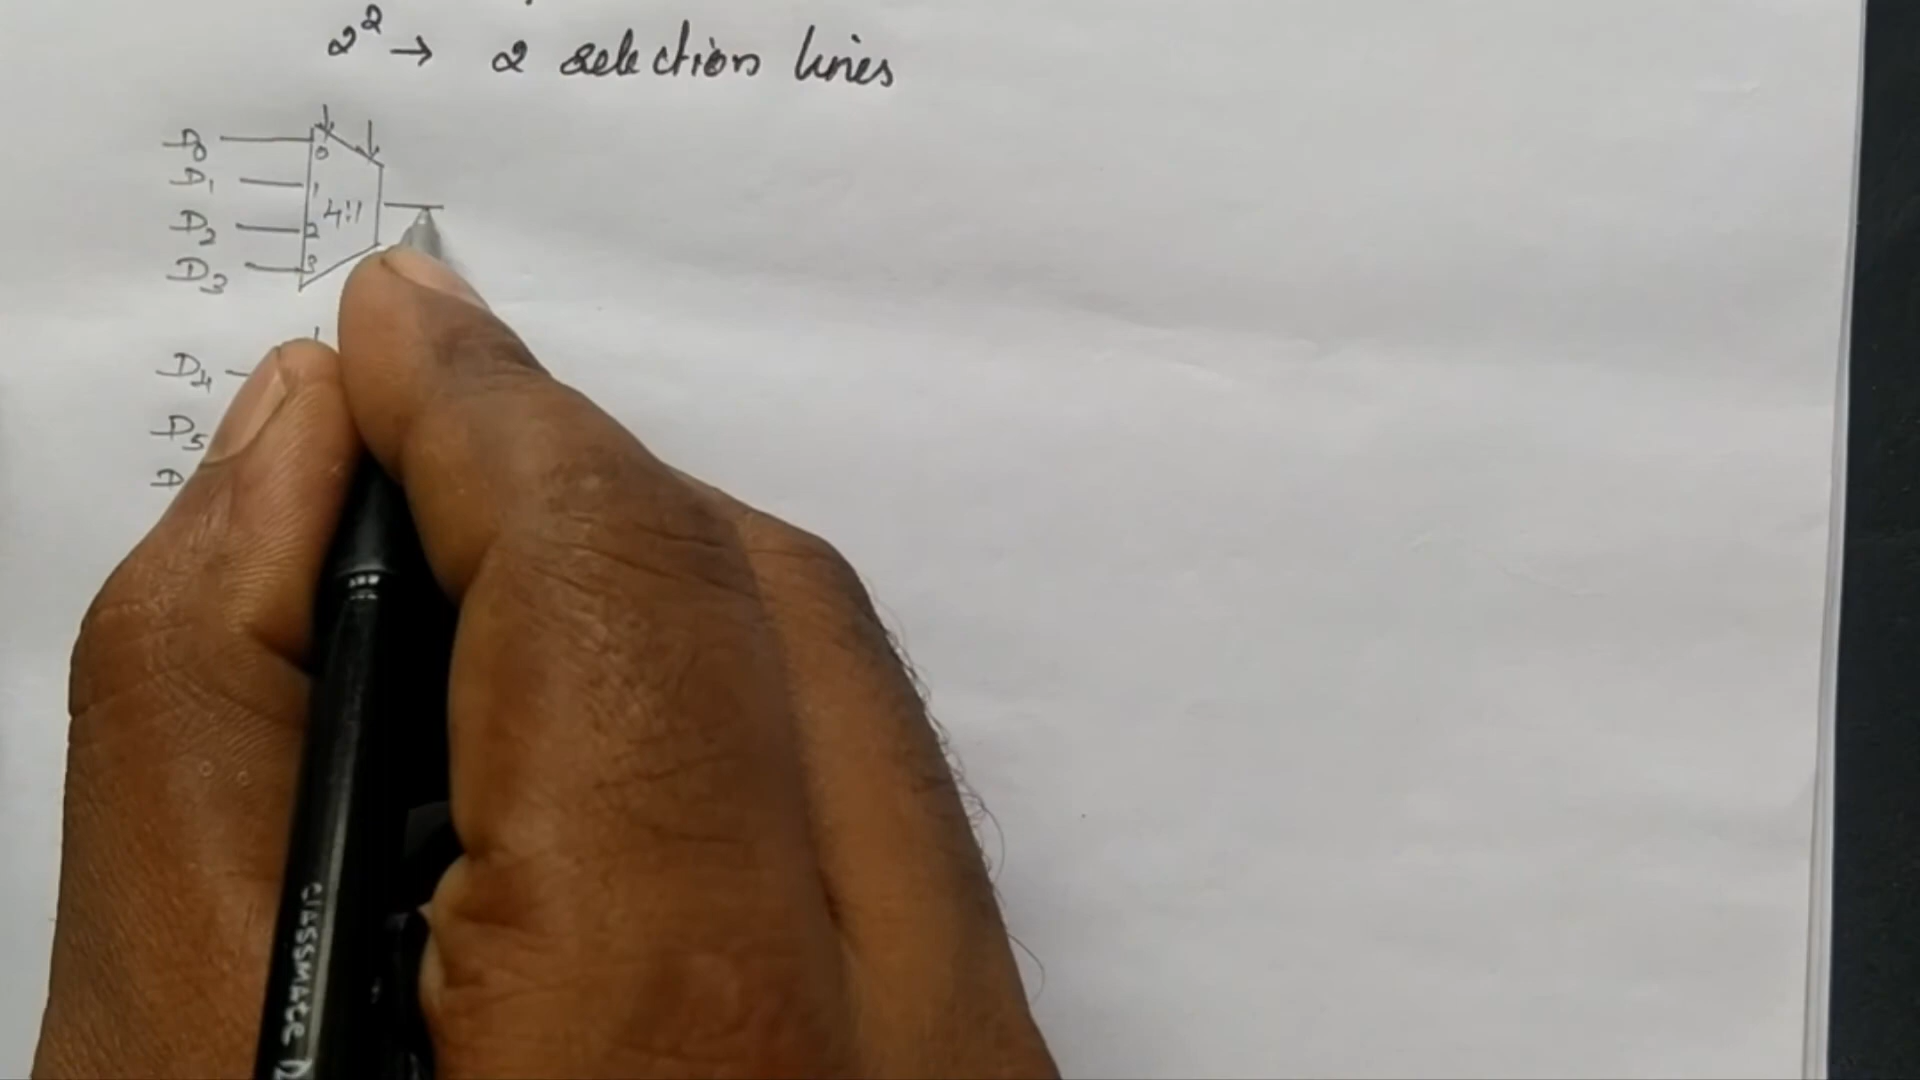 2² → 2 selection lines
D0 0
D1 1
4:1
D2 2
D3 3
D4
D5
D
classmate